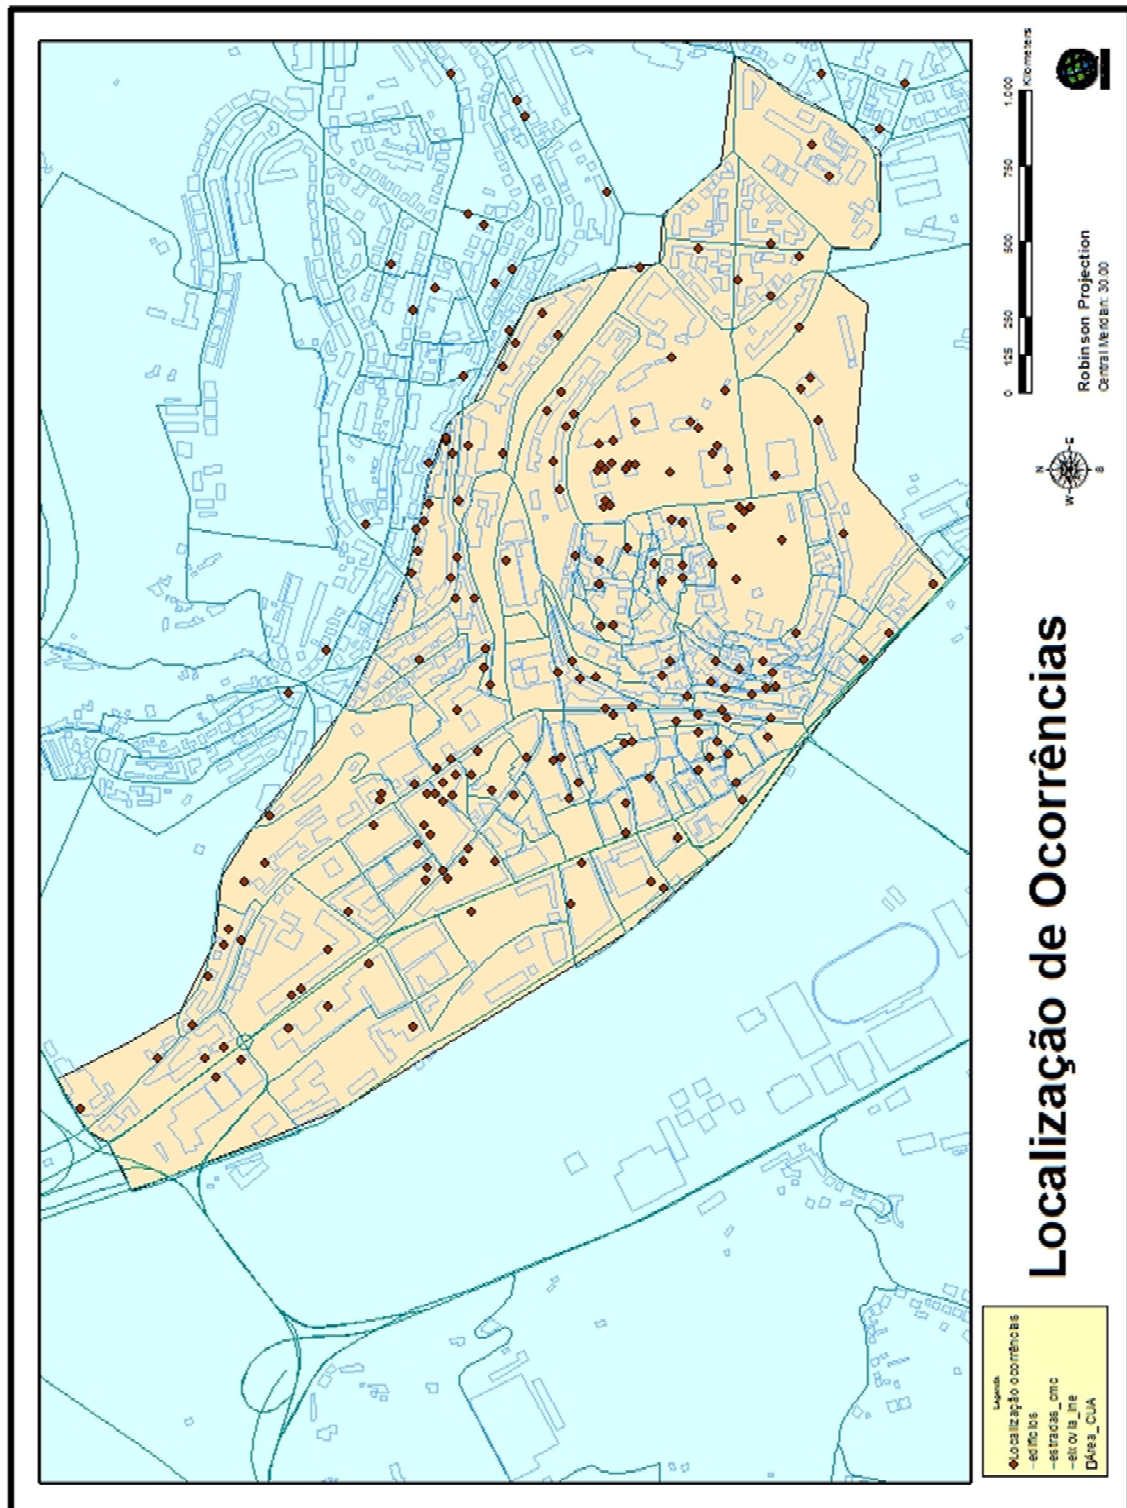 Localização de Ocorrências
Legenda
Localização ocorrências
edificios
estradas_cmc
eixovia_ine
Área_CUA
N
W
E
S
0 125 250 500 750 1.000
Kilometers
Robinson Projection
Central Meridian: 30.00